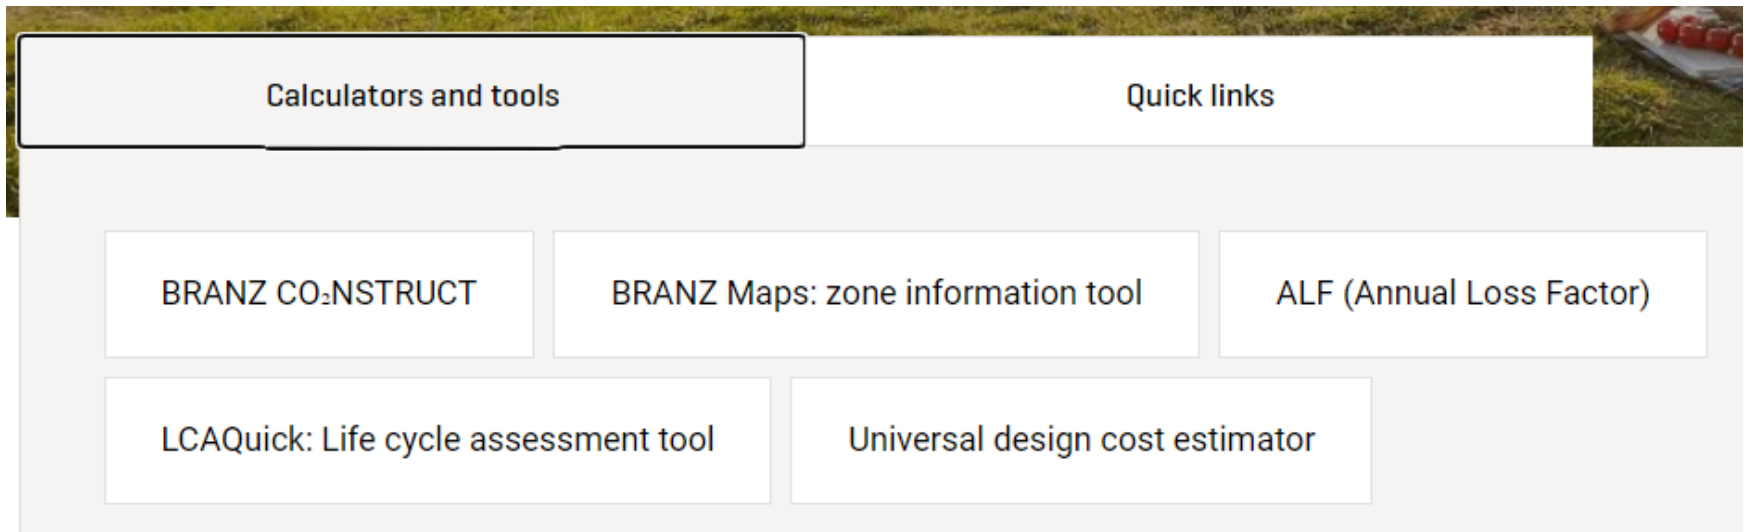 Calculators and tools
Quick links
BRANZ CO₂NSTRUCT
BRANZ Maps: zone information tool
ALF (Annual Loss Factor)
LCAQuick: Life cycle assessment tool
Universal design cost estimator